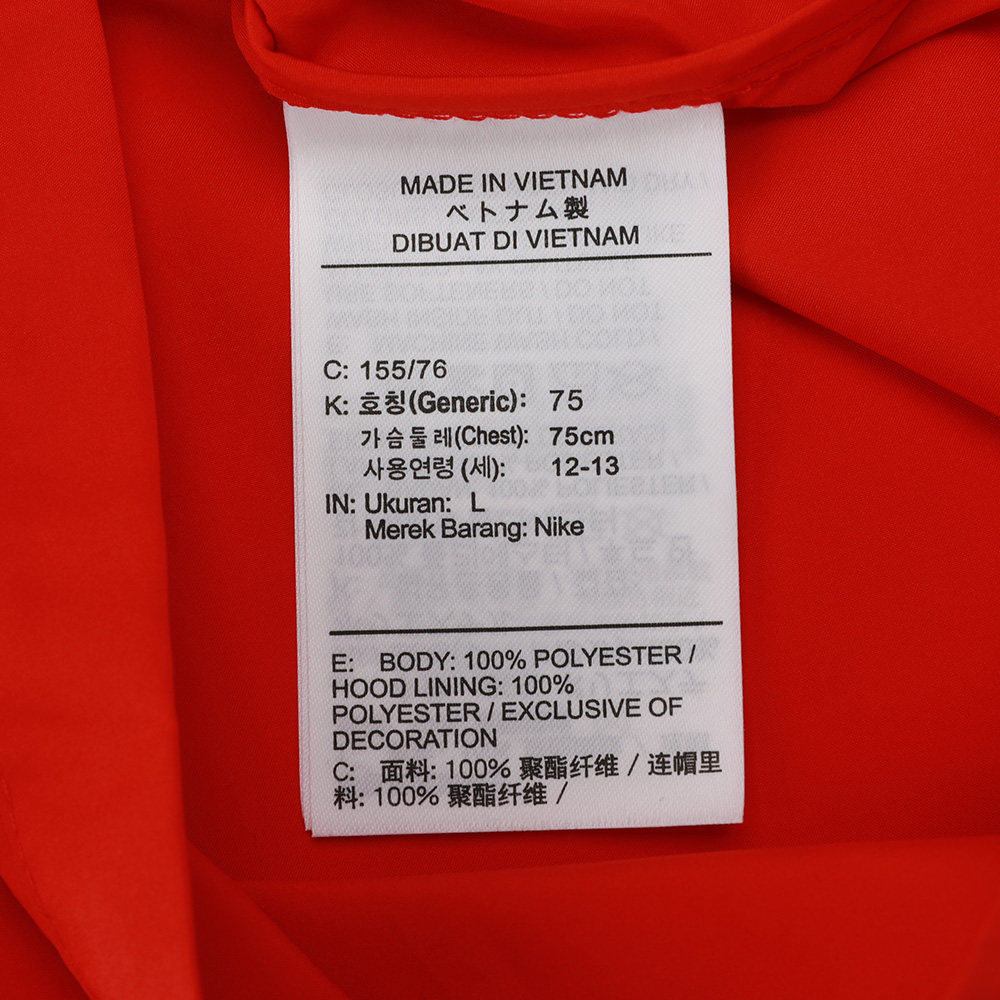 MADE IN VIETNAM
ベトナム製
DIBUAT DI VIETNAM
C: 155/76
K: 호칭(Generic): 75
가슴둘레(Chest): 75cm
사용연령(세): 12-13
IN: Ukuran: L
Merek Barang: Nike
E: BODY: 100% POLYESTER /
HOOD LINING: 100%
POLYESTER / EXCLUSIVE OF
DECORATION
C: 面料: 100% 聚酯纤维 / 连帽里
料: 100% 聚酯纤维 /